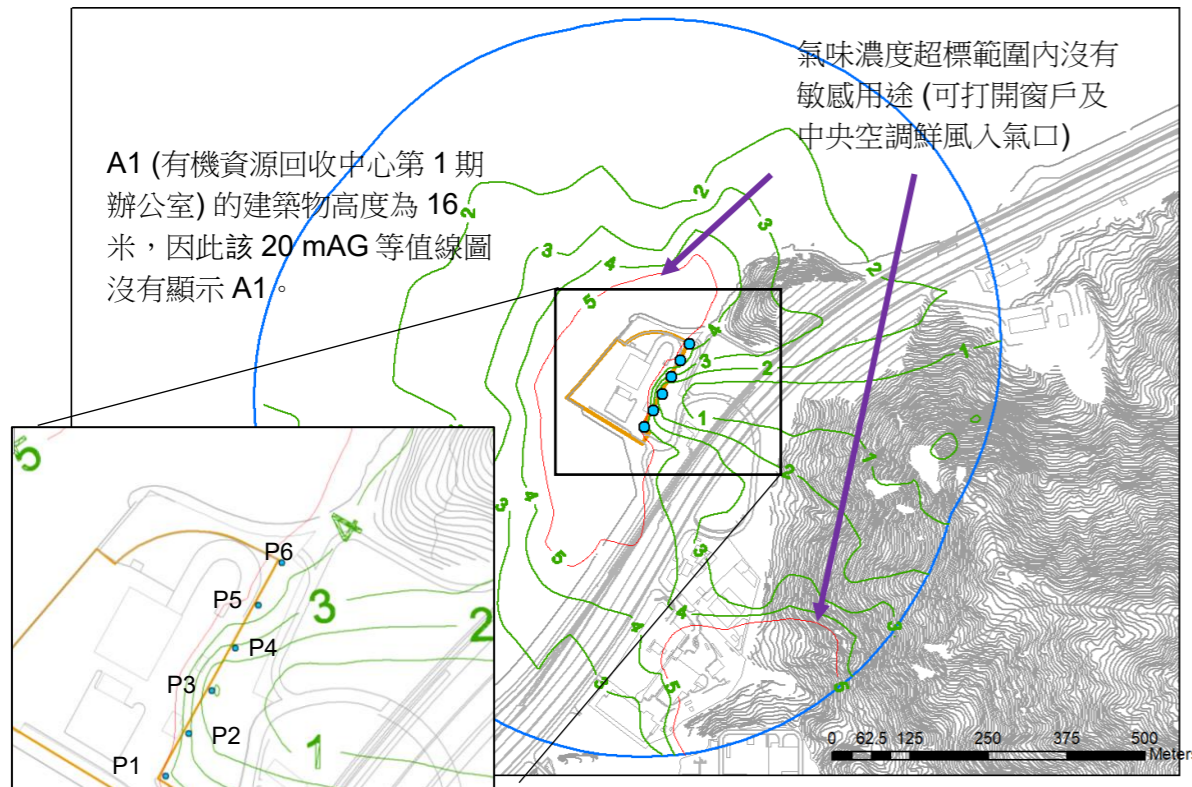 氣味濃度超標範圍內沒有
敏感用途 (可打開窗戶及
中央空調鮮風入氣口)
A1 (有機資源回收中心第 1 期
辦公室) 的建築物高度為 16
米，因此該 20 mAG 等值線圖
沒有顯示 A1。
2
2
3
3
4
2
5
4
3
2
1
1
1
2
3
4
5
3
4
4
3
5
3
5
5
4
P6
P5
3
P4
2
P3
P2
1
P1
0 62.5 125 250 375 500
Meters